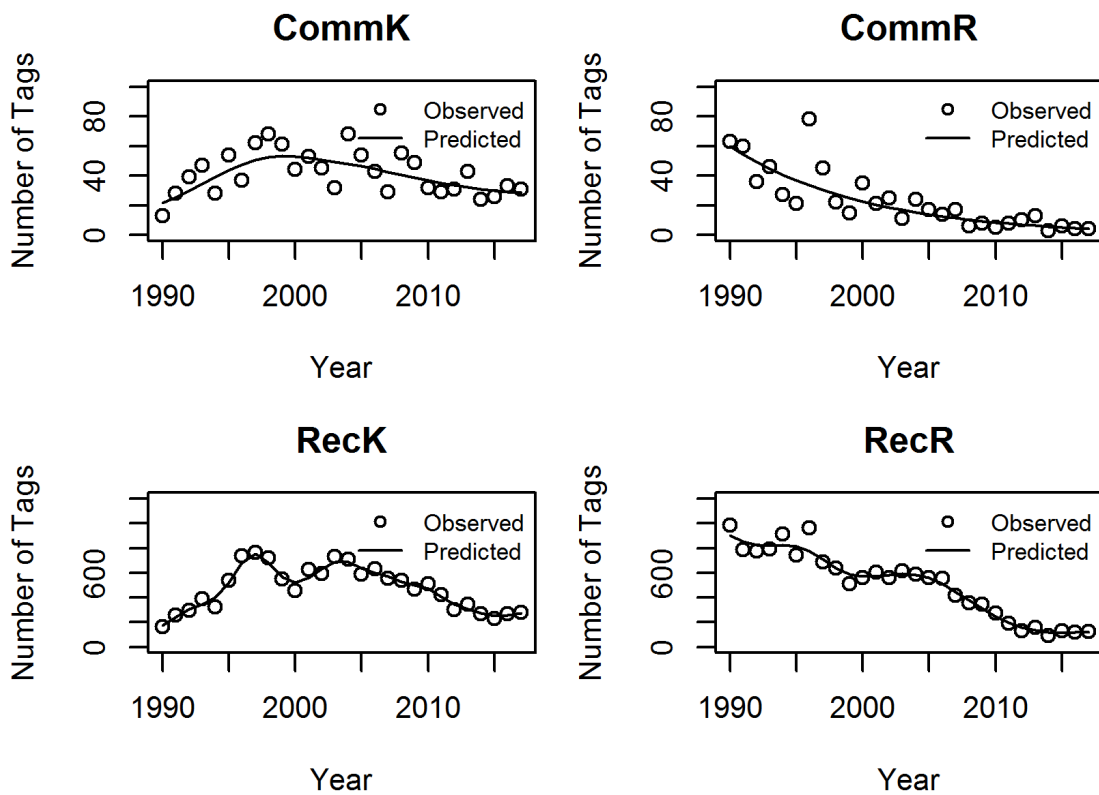 CommK
Number of Tags
80
40
0
Observed
Predicted
1990
2000
2010
Year
CommR
Number of Tags
80
40
0
Observed
Predicted
1990
2000
2010
Year
RecK
Number of Tags
600
0
Observed
Predicted
1990
2000
2010
Year
RecR
Number of Tags
600
0
Observed
Predicted
1990
2000
2010
Year